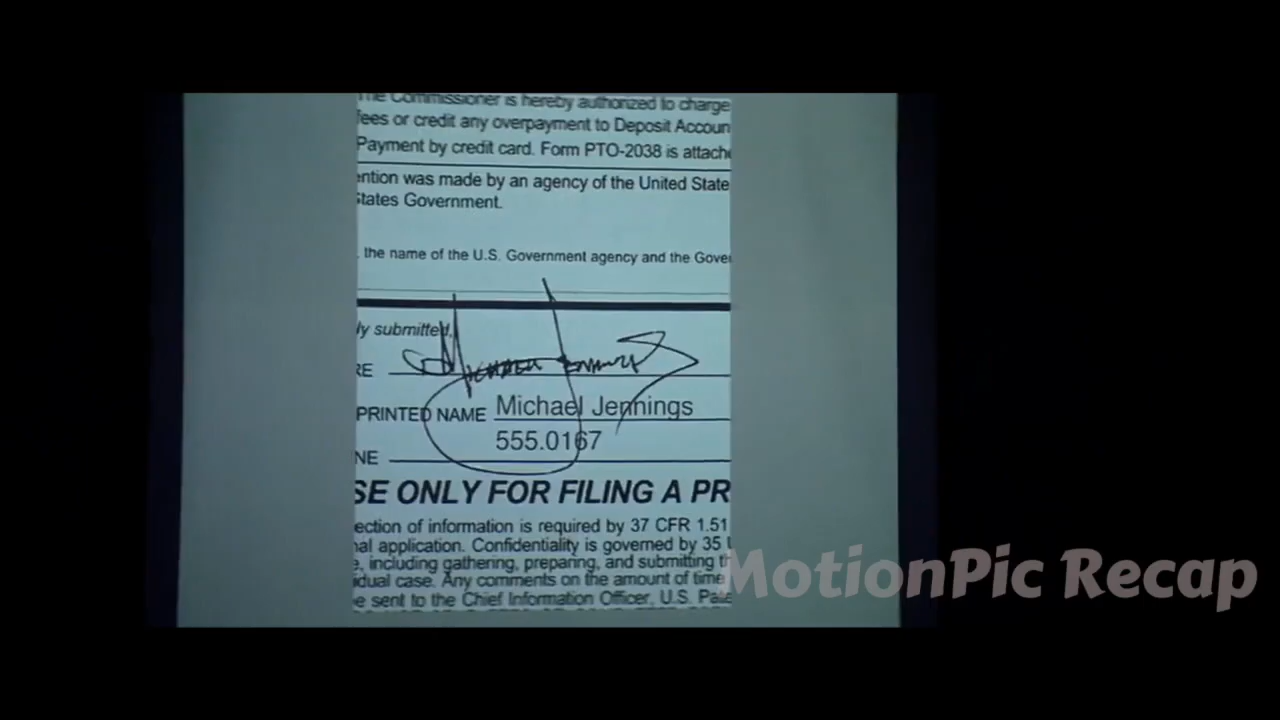 The Commissioner is hereby authorized to charge
fees or credit any overpayment to Deposit Accoun
Payment by credit card. Form PTO-2038 is attache
ention was made by an agency of the United State
States Government.
, the name of the U.S. Government agency and the Gover
ly submitted,
RE Michael Jennings
PRINTED NAME Michael Jennings
555.0167
NE
SE ONLY FOR FILING A PR
ection of information is required by 37 CFR 1.51
nal application. Confidentiality is governed by 35 U
e, including gathering, preparing, and submitting th
idual case. Any comments on the amount of time
e sent to the Chief Information Officer, U.S. Pate
MotionPic Recap